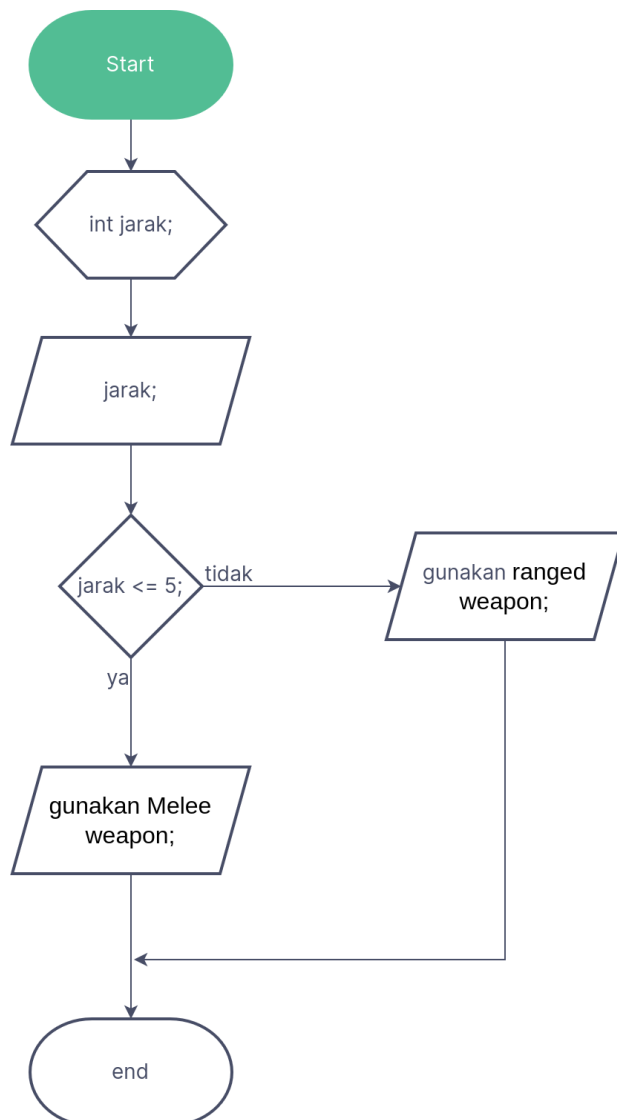 Start
int jarak;
jarak;
jarak <= 5;
tidak
gunakan ranged
weapon;
ya
gunakan Melee
weapon;
end